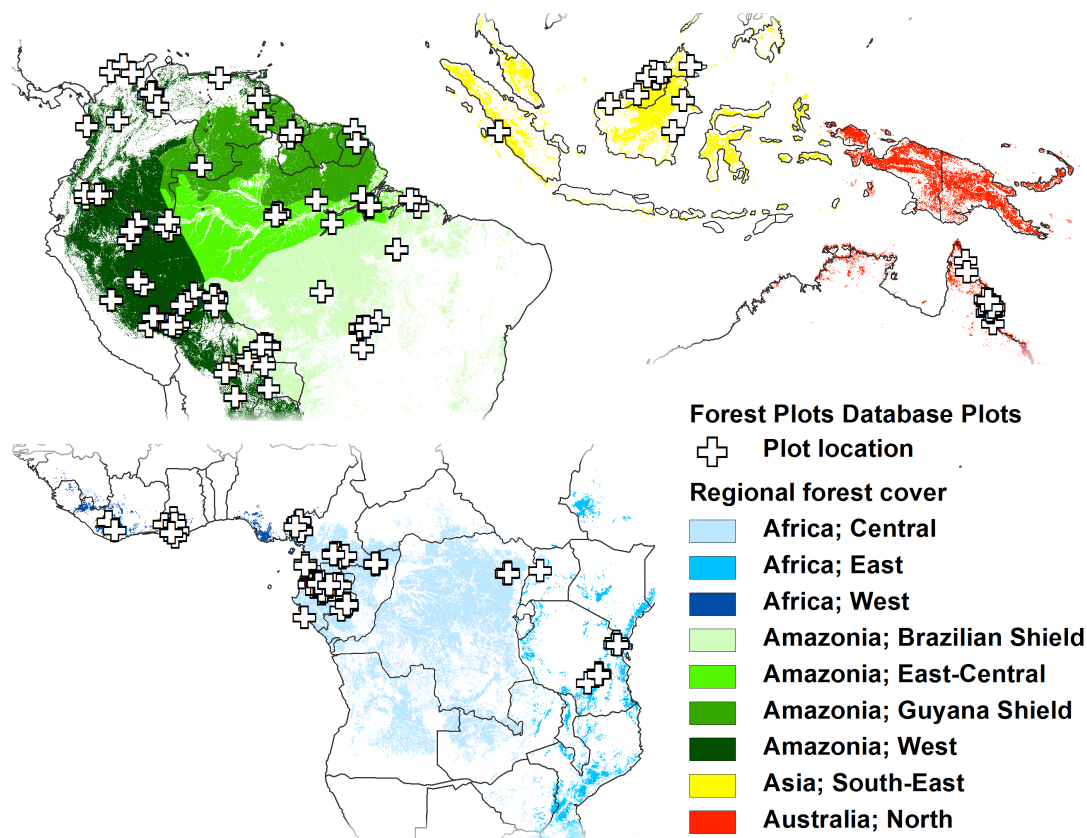 Forest Plots Database Plots
Plot location
Regional forest cover
Africa; Central
Africa; East
Africa; West
Amazonia; Brazilian Shield
Amazonia; East-Central
Amazonia; Guyana Shield
Amazonia; West
Asia; South-East
Australia; North